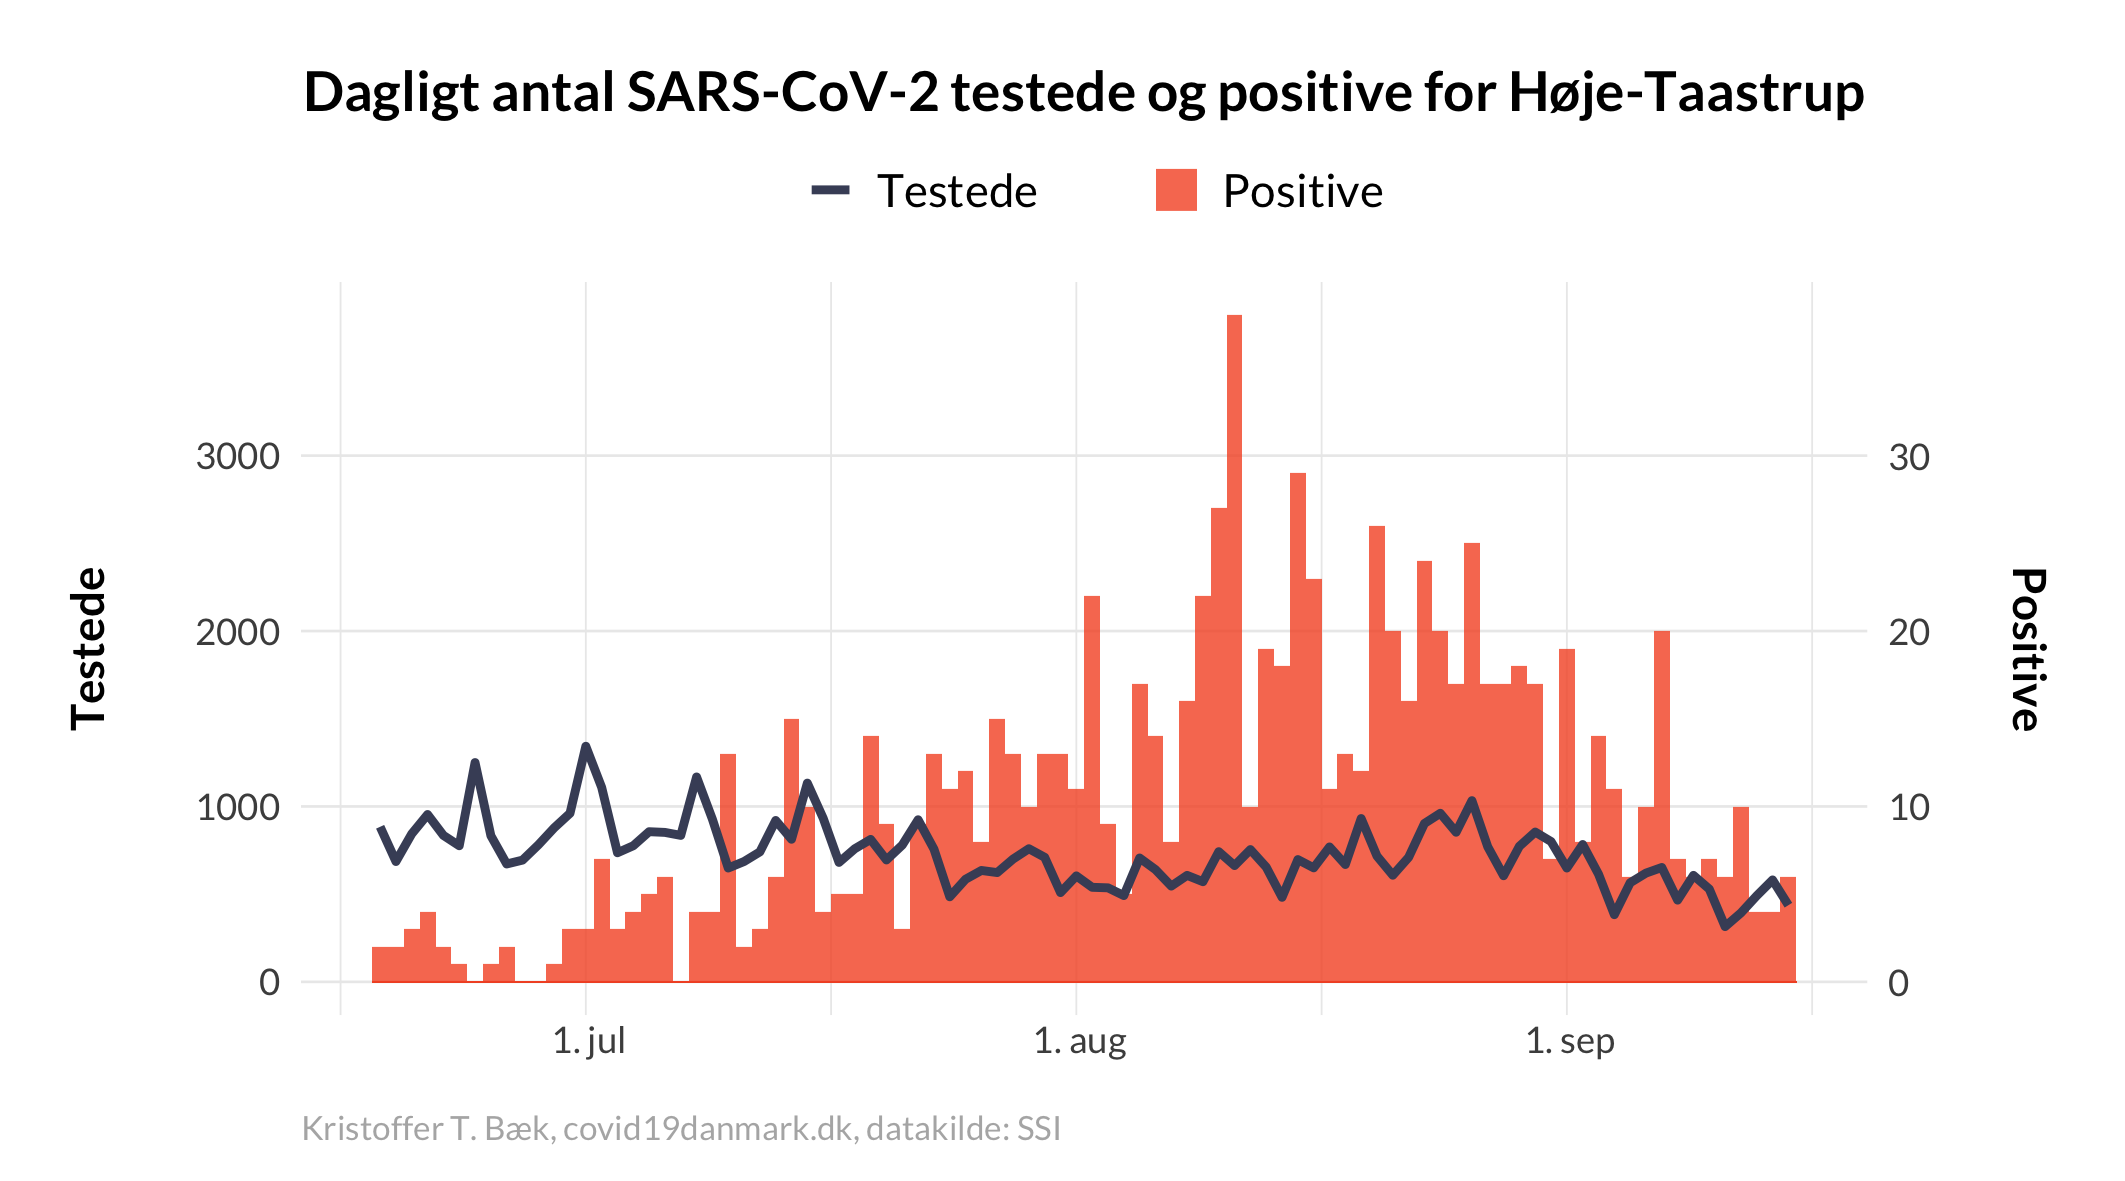 Dagligt antal SARS-CoV-2 testede og positive for Høje-Taastrup
Testede
Positive
Testede
3000
2000
1000
0
30
20
10
0
Positive
1. jul
1. aug
1. sep
Kristoffer T. Bæk, covid19danmark.dk, datakilde: SSI